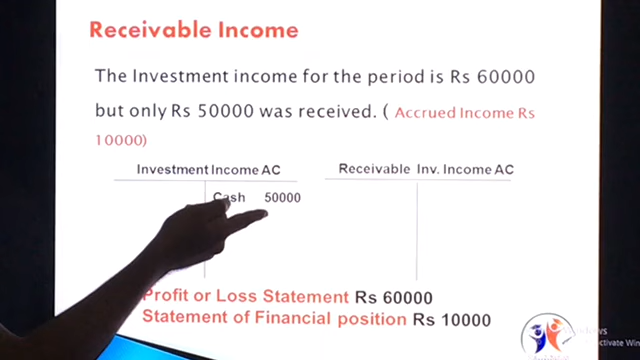 Receivable Income
The Investment income for the period is Rs 60000
but only Rs 50000 was received. ( Accrued Income Rs
10000)
Investment Income AC
Receivable Inv. Income AC
Cash 50000
Profit or Loss Statement Rs 60000
Statement of Financial position Rs 10000